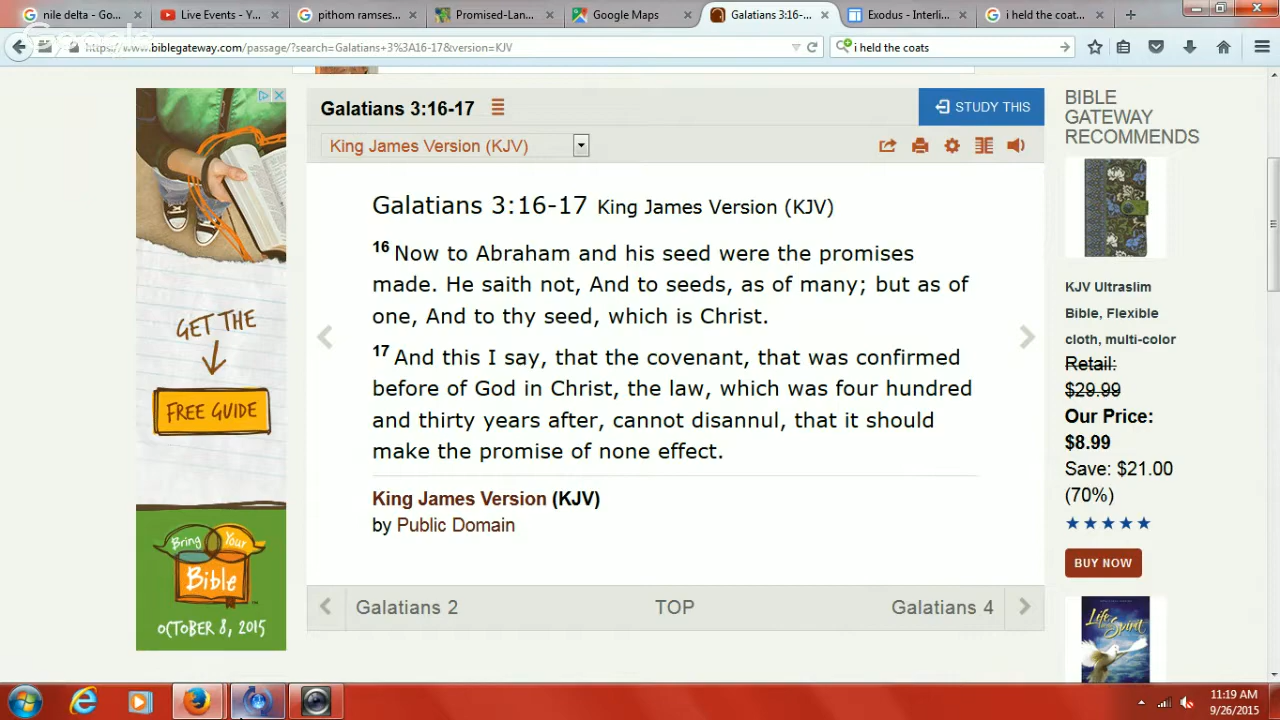 nile delta - Go...
Live Events - Y...
pithom ramses...
Promised-Lan...
Google Maps
Galatians 3:16-...
Exodus - Interli...
i held the coat...
Google
https://www.biblegateway.com/passage/?search=Galatians+3%3A16-17&version=KJV
i held the coats
Galatians 3:16-17
STUDY THIS
King James Version (KJV)
Galatians 3:16-17 King James Version (KJV)
16 Now to Abraham and his seed were the promises
made. He saith not, And to seeds, as of many; but as of
one, And to thy seed, which is Christ.
17 And this I say, that the covenant, that was confirmed
before of God in Christ, the law, which was four hundred
and thirty years after, cannot disannul, that it should
make the promise of none effect.
King James Version (KJV)
by Public Domain
Galatians 2
TOP
Galatians 4
GET THE
FREE GUIDE
Bring Your
Bible
OCTOBER 8, 2015
BIBLE
GATEWAY
RECOMMENDS
KJV Ultraslim
Bible, Flexible
cloth, multi-color
Retail:
$29.99
Our Price:
$8.99
Save: $21.00
(70%)
BUY NOW
Life in the
Spirit
11:19 AM
9/26/2015